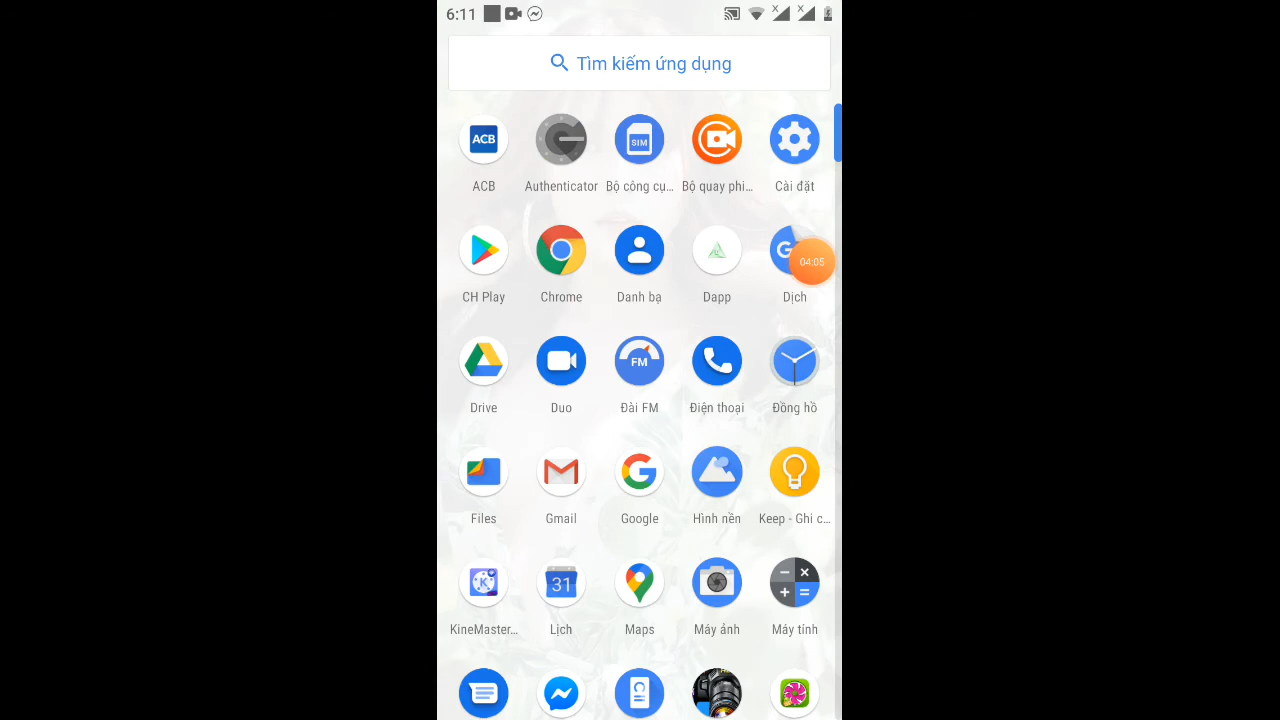 6:11
Tìm kiếm ứng dụng
ACB
SIM
ACB
Authenticator
Bộ công cụ...
Bộ quay phi...
Cài đặt
G
04:05
CH Play
Chrome
Danh bạ
Dapp
Dịch
FM
Drive
Duo
Đài FM
Điện thoại
Đồng hồ
G
Files
Gmail
Google
Hình nền
Keep - Ghi c...
K
31
KineMaster...
Lịch
Maps
Máy ảnh
Máy tính